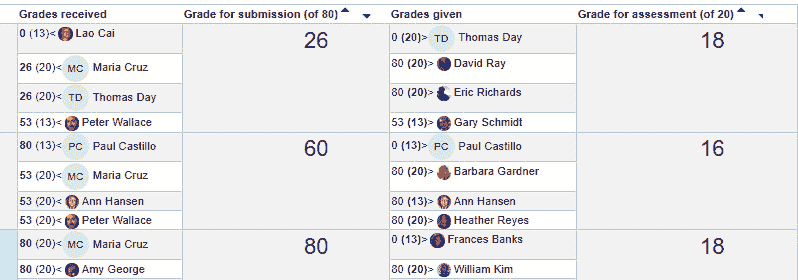 Grades received Grade for submission (of 80) Grades given Grade for assessment (of 20)
0 (13)< Lao Cai 26 0 (20)> TD Thomas Day 18
26 (20)< MC Maria Cruz 80 (20)> David Ray
26 (20)< TD Thomas Day 80 (20)> Eric Richards
53 (13)< Peter Wallace 53 (13)> Gary Schmidt
80 (13)< PC Paul Castillo 60 0 (13)> PC Paul Castillo 16
53 (20)< MC Maria Cruz 80 (20)> Barbara Gardner
53 (20)< Ann Hansen 80 (13)> Ann Hansen
53 (20)< Peter Wallace 80 (20)> Heather Reyes
80 (20)< MC Maria Cruz 80 0 (13)> Frances Banks 18
80 (20)< Amy George 80 (20)> William Kim